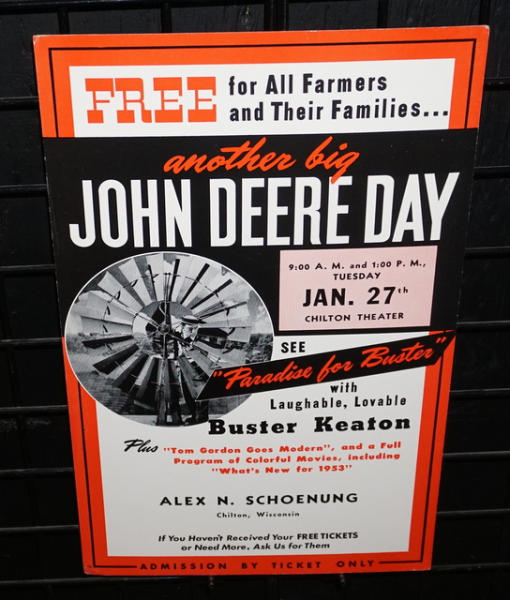 FREE for All Farmers
and Their Families...
another big
JOHN DEERE DAY
9:00 A. M. and 1:00 P. M.,
TUESDAY
JAN. 27th
CHILTON THEATER
SEE
"Paradise for Buster"
with
Laughable, Lovable
Buster Keaton
Plus "Tom Gordon Goes Modern", and a Full
Program of Colorful Movies, including
"What's New for 1953"
ALEX N. SCHOENUNG
Chilton, Wisconsin
If You Haven't Received Your FREE TICKETS
or Need More, Ask Us for Them
ADMISSION BY TICKET ONLY